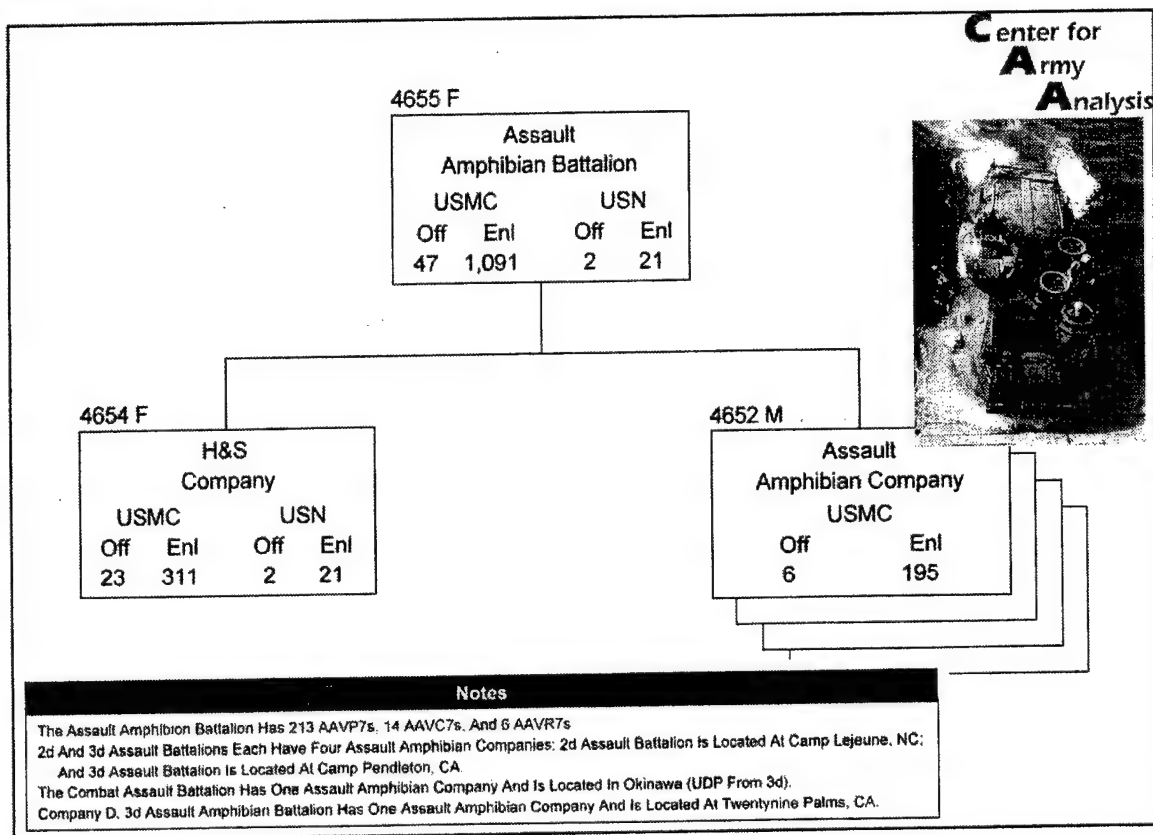 Center for
Army
Analysis
4655 F
Assault
Amphibian Battalion
USMC USN
Off Enl Off Enl
47 1,091 2 21
4654 F
H&S
Company
USMC USN
Off Enl Off Enl
23 311 2 21
4652 M
Assault
Amphibian Company
USMC
Off Enl
6 195
Notes
The Assault Amphibion Battalion Has 213 AAVP7s, 14 AAVC7s, And 6 AAVR7s
2d And 3d Assault Battalions Each Have Four Assault Amphibian Companies: 2d Assault Battalion Is Located At Camp Lejeune, NC;
And 3d Assault Battalion Is Located At Camp Pendleton, CA.
The Combat Assault Battalion Has One Assault Amphibian Company And Is Located In Okinawa (UDP From 3d).
Company D, 3d Assault Amphibian Battalion Has One Assault Amphibian Company And Is Located At Twentynine Palms, CA.